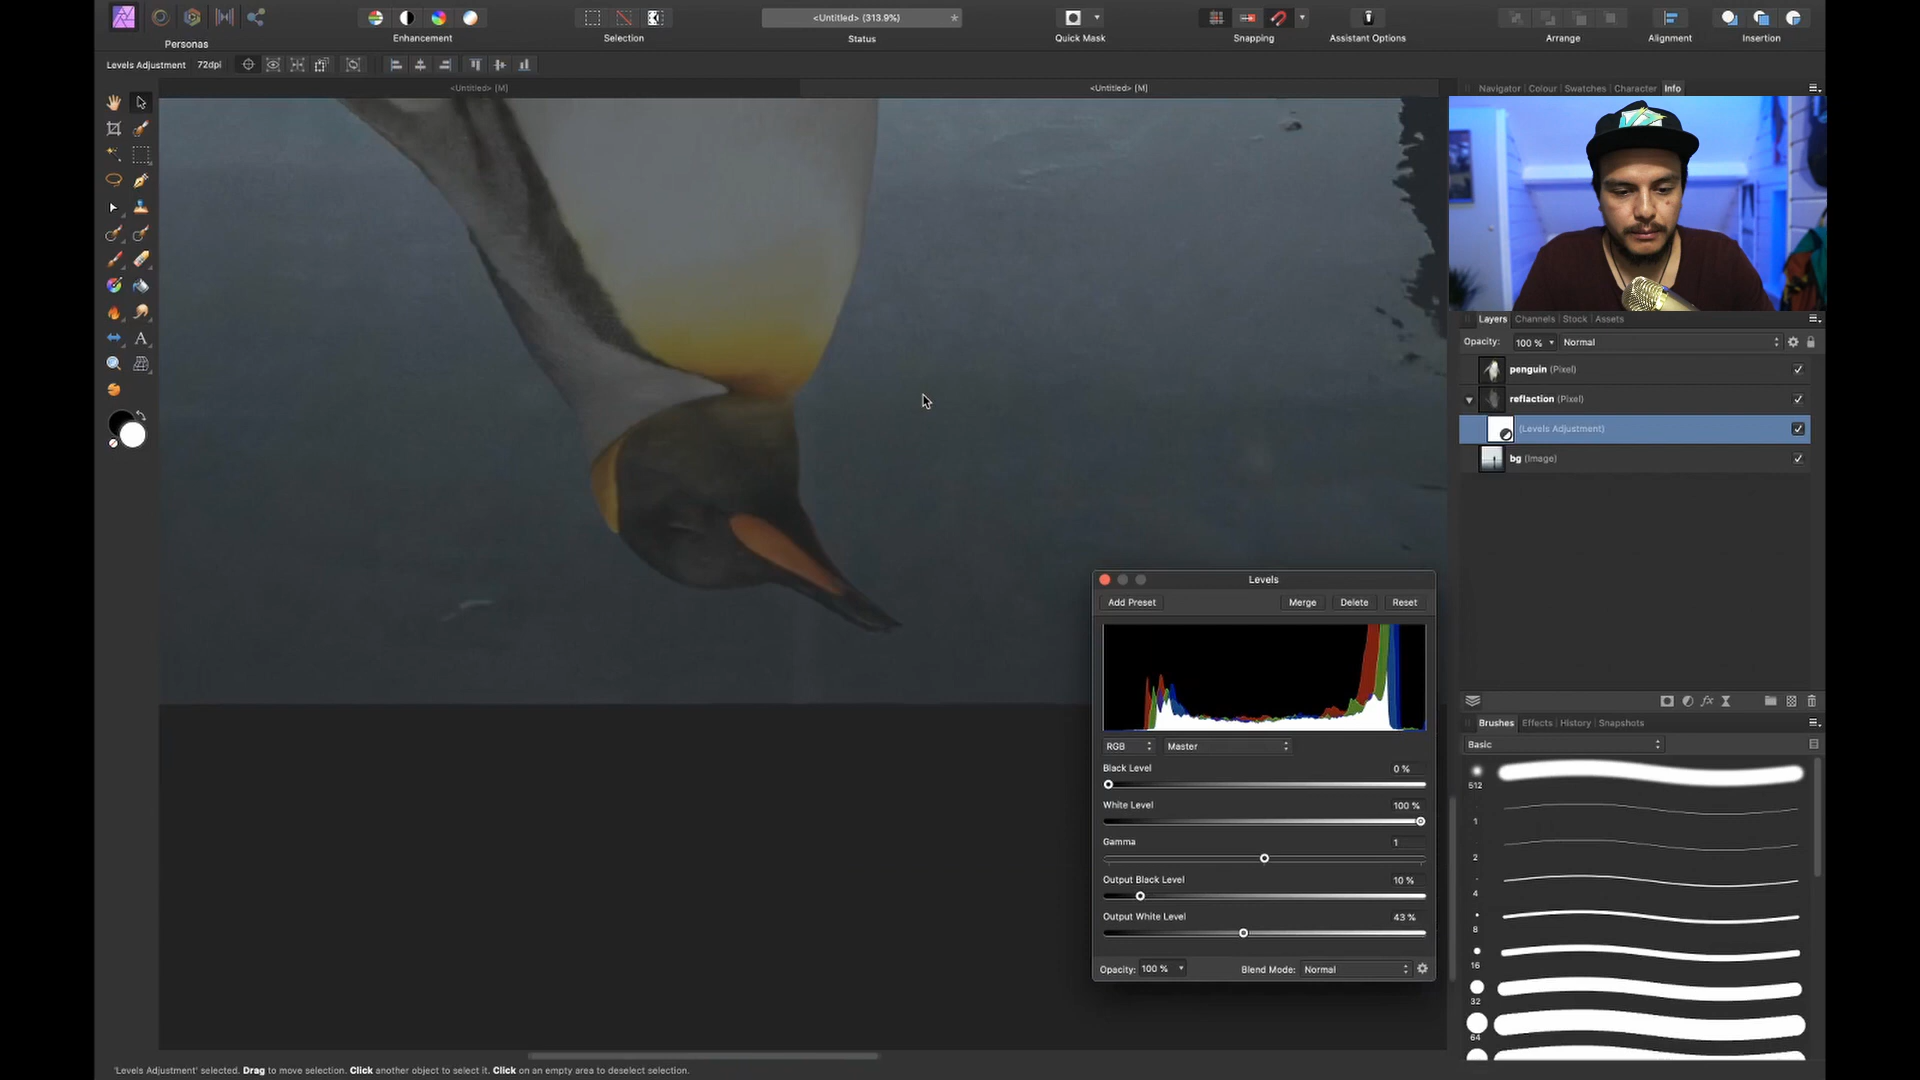 <Untitled> (313.9%)
*
Personas
Enhancement
Selection
Status
Quick Mask
Snapping
Assistant Options
Arrange
Alignment
Insertion
Levels Adjustment
72dpi
<Untitled> [M]
<Untitled> [M]
Navigator
Colour
Swatches
Character
Info
A
Layers
Channels
Stock
Assets
Opacity:
100 %
Normal
penguin (Pixel)
reflaction (Pixel)
(Levels Adjustment)
bg (Image)
Levels
Add Preset
Merge
Delete
Reset
RGB
Master
Black Level
0 %
White Level
100 %
Gamma
1
Output Black Level
10 %
Output White Level
43 %
Opacity:
100 %
Blend Mode:
Normal
fx
Brushes
Effects
History
Snapshots
Basic
512
1
2
4
8
16
32
64
'Levels Adjustment' selected. Drag to move selection. Click another object to select it. Click on an empty area to deselect selection.